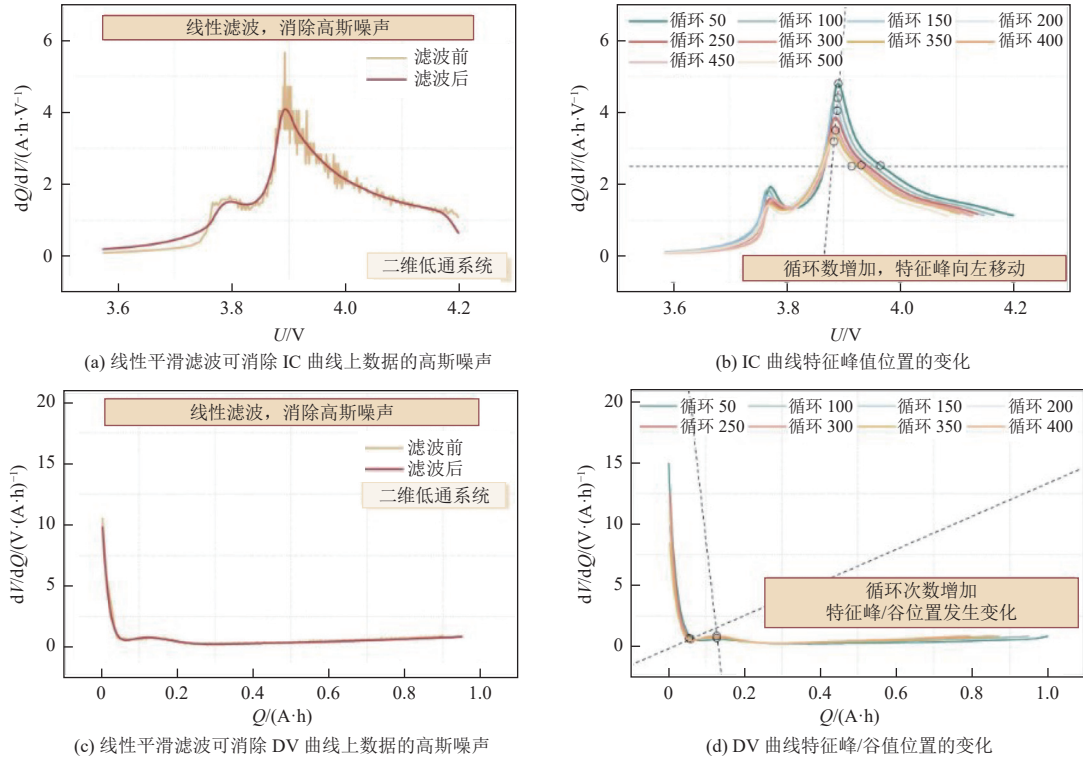 线性滤波，消除高斯噪声
滤波前
滤波后
二维低通系统
6
4
2
0
dQ/dV/(A·h·V⁻¹)
3.6 3.8 4.0 4.2
U/V
(a) 线性平滑滤波可消除 IC 曲线上数据的高斯噪声
循环 50 循环 100 循环 150 循环 200
循环 250 循环 300 循环 350 循环 400
循环 450 循环 500
循环数增加，特征峰向左移动
6
4
2
0
dQ/dV/(A·h·V⁻¹)
3.6 3.8 4.0 4.2
U/V
(b) IC 曲线特征峰值位置的变化
线性滤波，消除高斯噪声
滤波前
滤波后
二维低通系统
20
15
10
5
0
dV/dQ/(V·(A·h)⁻¹)
0 0.2 0.4 0.6 0.8 1.0
Q/(A·h)
(c) 线性平滑滤波可消除 DV 曲线上数据的高斯噪声
循环 50 循环 100 循环 150 循环 200
循环 250 循环 300 循环 350 循环 400
循环次数增加
特征峰/谷位置发生变化
20
15
10
5
0
dV/dQ/(V·(A·h)⁻¹)
0 0.2 0.4 0.6 0.8 1.0
Q/(A·h)
(d) DV 曲线特征峰/谷值位置的变化